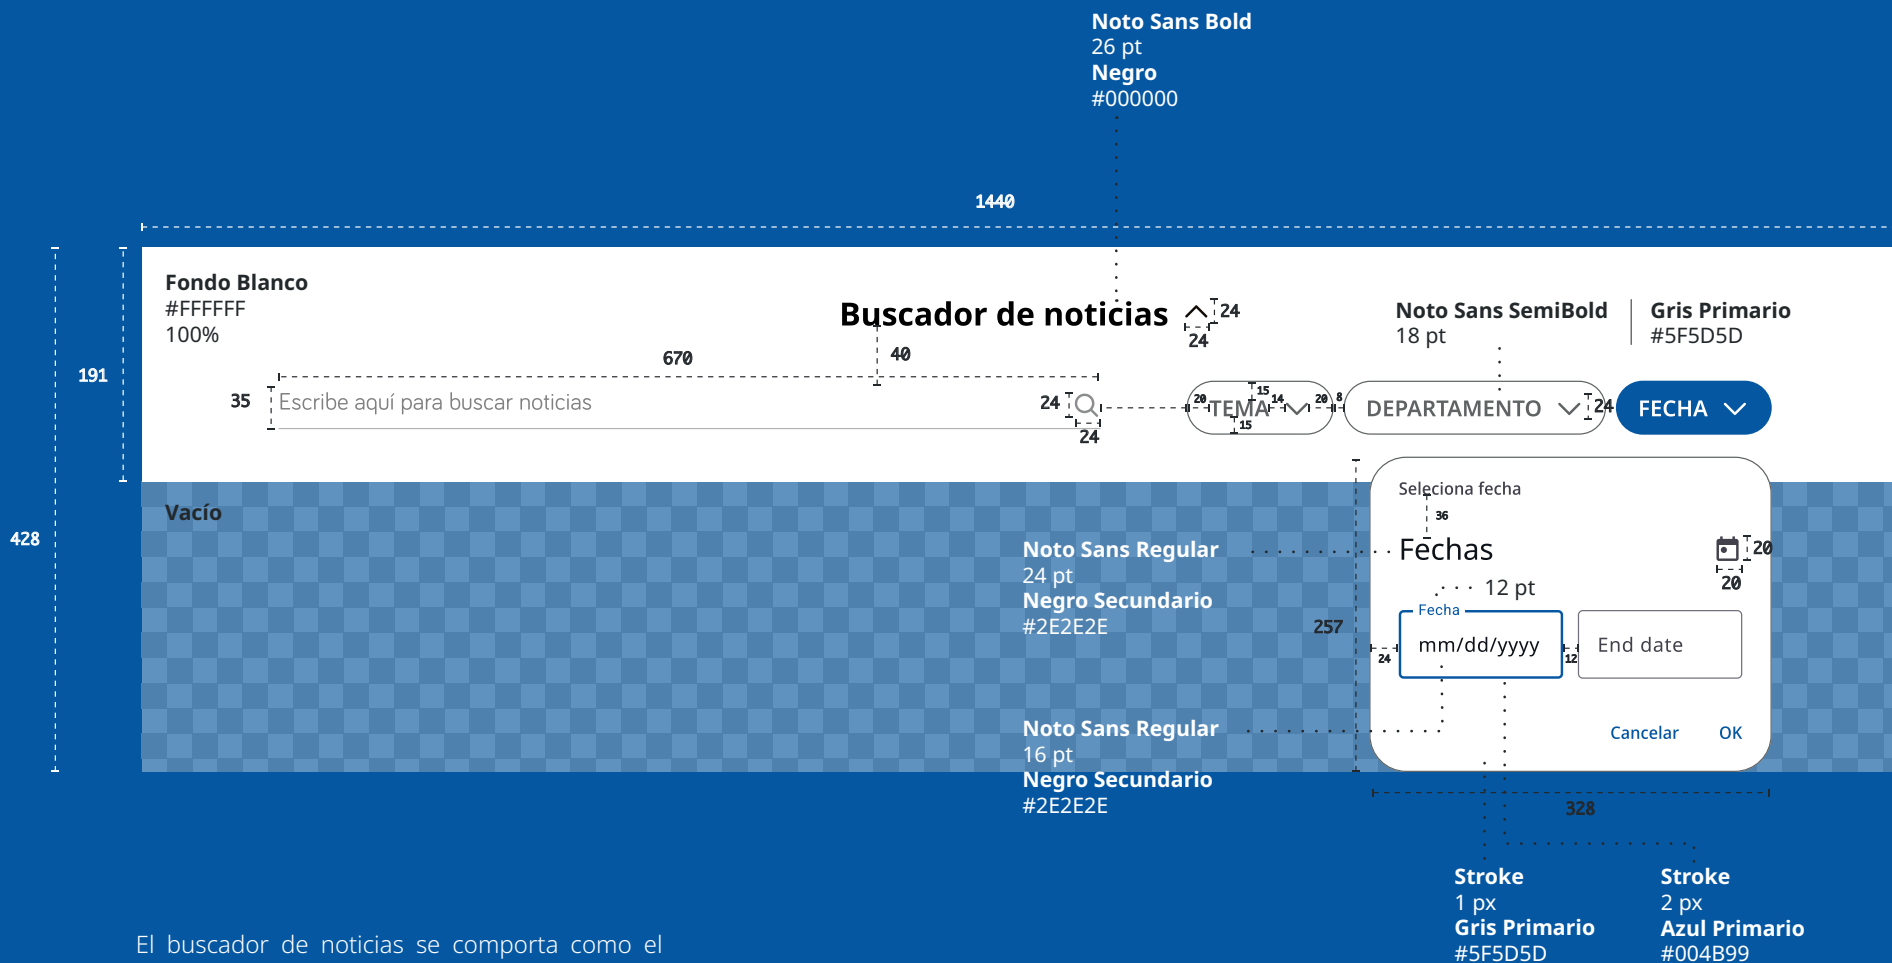 Noto Sans Bold
26 pt
Negro
#000000
1440
Fondo Blanco
#FFFFFF
100%
Buscador de noticias
24
24
Noto Sans SemiBold
18 pt
Gris Primario
#5F5D5D
191
670
40
35
Escribe aquí para buscar noticias
24
24
20
TEMA
15
14
15
20
8
DEPARTAMENTO
24
FECHA
428
Vacío
Seleciona fecha
36
Noto Sans Regular
24 pt
Negro Secundario
#2E2E2E
Fechas
20
20
12 pt
257
Fecha
24
mm/dd/yyyy
12
End date
Noto Sans Regular
16 pt
Negro Secundario
#2E2E2E
Cancelar OK
328
Stroke
1 px
Gris Primario
#5F5D5D
Stroke
2 px
Azul Primario
#004B99
El buscador de noticias se comporta como el